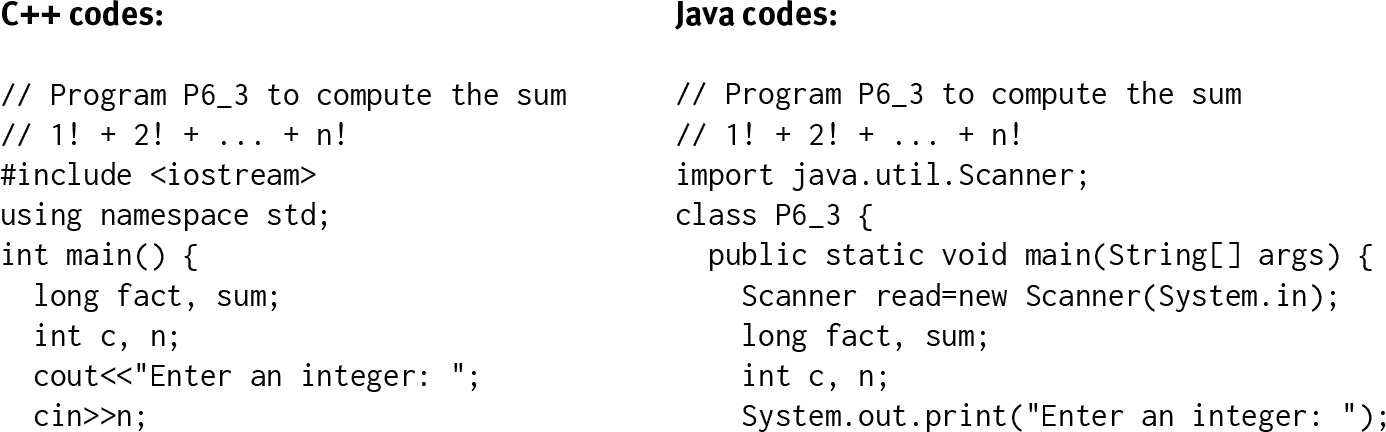 C++ codes:
// Program P6_3 to compute the sum
// 1! + 2! + ... + n!
#include <iostream>
using namespace std;
int main() {
  long fact, sum;
  int c, n;
  cout<<"Enter an integer: ";
  cin>>n;
Java codes:
// Program P6_3 to compute the sum
// 1! + 2! + ... + n!
import java.util.Scanner;
class P6_3 {
  public static void main(String[] args) {
    Scanner read=new Scanner(System.in);
    long fact, sum;
    int c, n;
    System.out.print("Enter an integer: ");